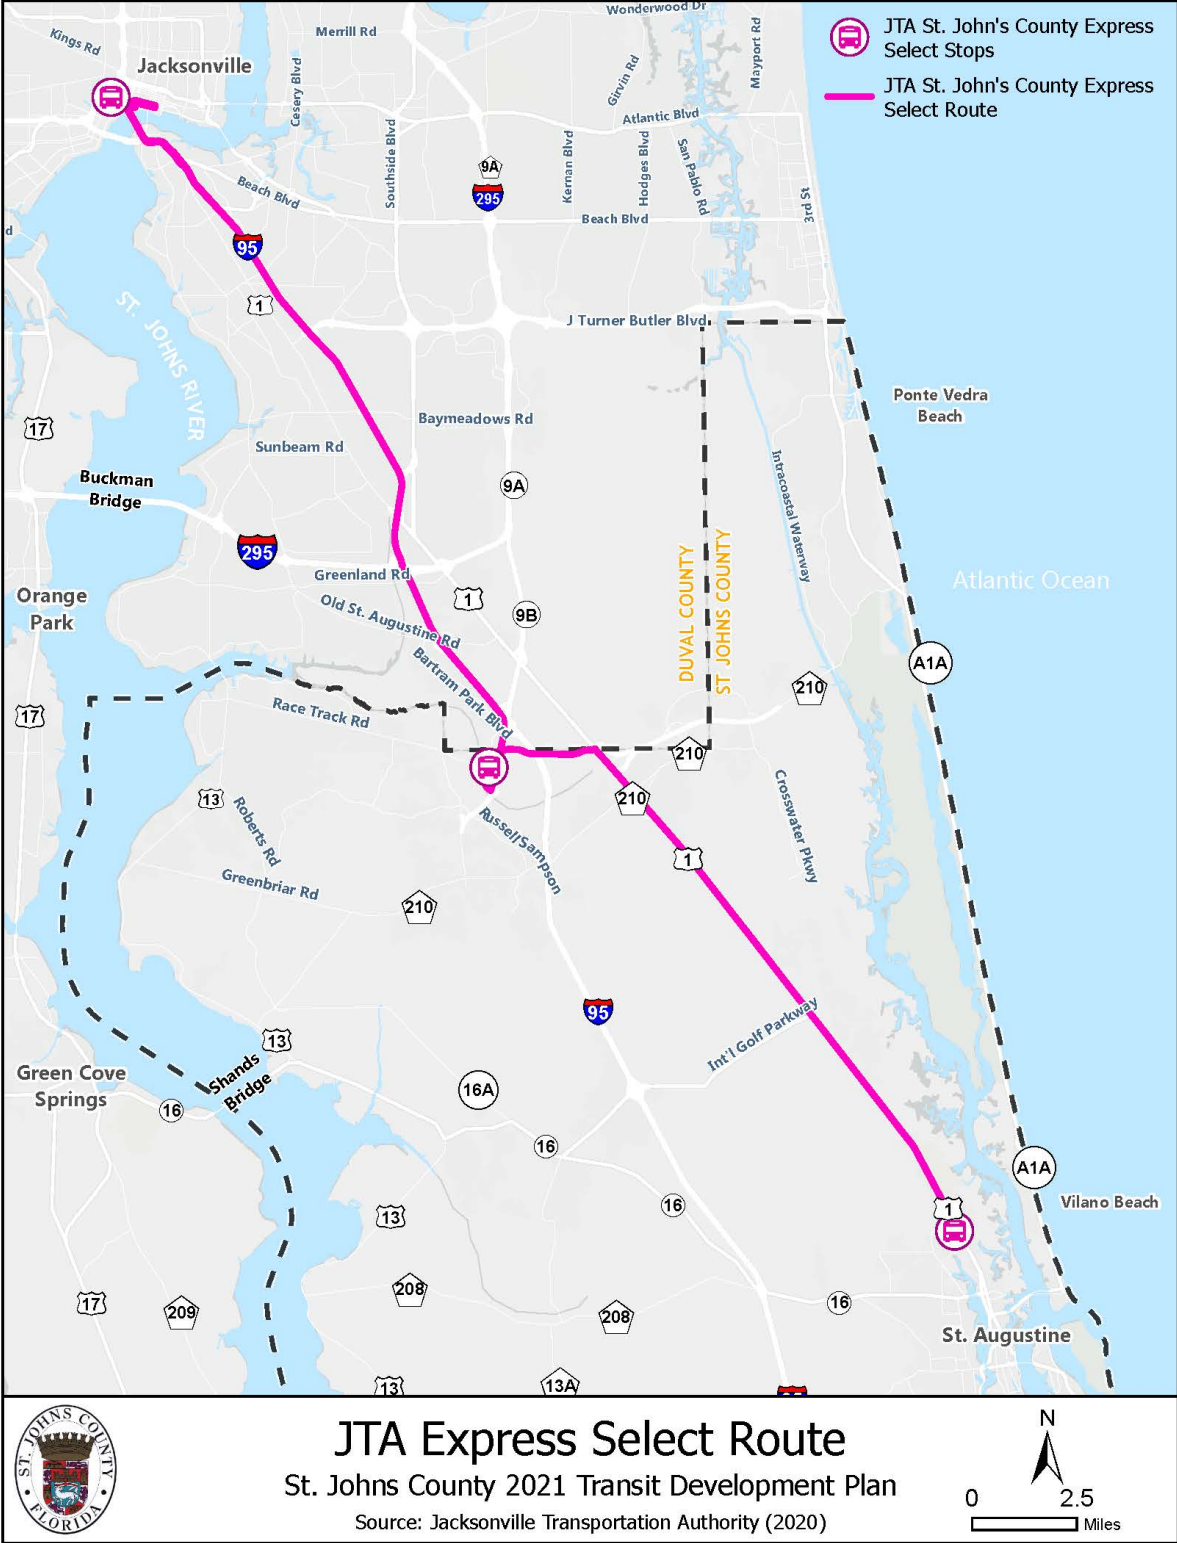 Wonderwood Dr
JTA St. John's County Express
Select Stops
JTA St. John's County Express
Select Route
Kings Rd
Merrill Rd
Mayport Rd
Jacksonville
Cesery Blvd
Girvin Rd
Atlantic Blvd
Southside Blvd
Kernan Blvd
Hodges Blvd
San Pablo Rd
9A
295
Beach Blvd
Beach Blvd
3rd St
d
95
1
ST. JOHNS RIVER
J Turner Butler Blvd
Ponte Vedra
Beach
17
Baymeadows Rd
Sunbeam Rd
Buckman
Bridge
9A
Intracoastal Waterway
295
DUVAL COUNTY
ST JOHNS COUNTY
Greenland Rd
Atlantic Ocean
Orange
Park
1
Old St. Augustine Rd
9B
A1A
Bartram Park Blvd
210
17
Race Track Rd
210
13
210
Crosswater Pkwy
Roberts Rd
Russell Sampson
1
Greenbriar Rd
210
95
Int'l Golf Parkway
13
Shands
Bridge
Green Cove
Springs
16
16A
16
A1A
13
16
1
Vilano Beach
17
209
208
208
16
St. Augustine
13
13A
ST. JOHNS COUNTY
FLORIDA
JTA Express Select Route
St. Johns County 2021 Transit Development Plan
Source: Jacksonville Transportation Authority (2020)
N
0 2.5
Miles